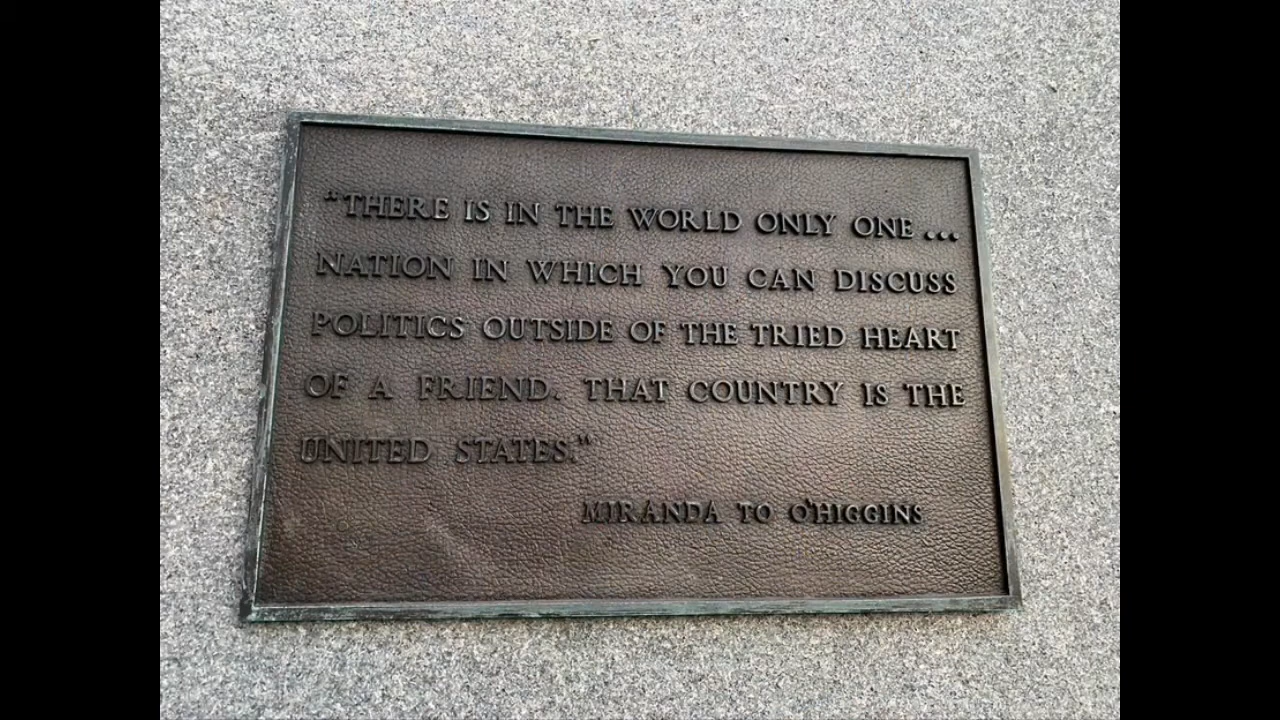 "THERE IS IN THE WORLD ONLY ONE...
NATION IN WHICH YOU CAN DISCUSS
POLITICS OUTSIDE OF THE TRIED HEART
OF A FRIEND. THAT COUNTRY IS THE
UNITED STATES."
MIRANDA TO O'HIGGINS